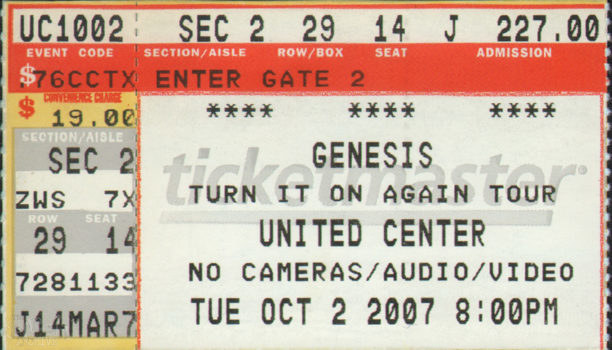 UC1002 SEC 2 29 14 J 227.00
EVENT CODE SECTION/AISLE ROW/BOX SEAT ADMISSION
$ .76CCTX ENTER GATE 2
$ CONVENIENCE CHARGE
19.00
SECTION/AISLE
SEC 2
ZWS 7X
ROW SEAT
29 14
7281133
J14MAR7
**** **** ****
GENESIS
ticketmaster®
TURN IT ON AGAIN TOUR
UNITED CENTER
NO CAMERAS/AUDIO/VIDEO
TUE OCT 2 2007 8:00PM